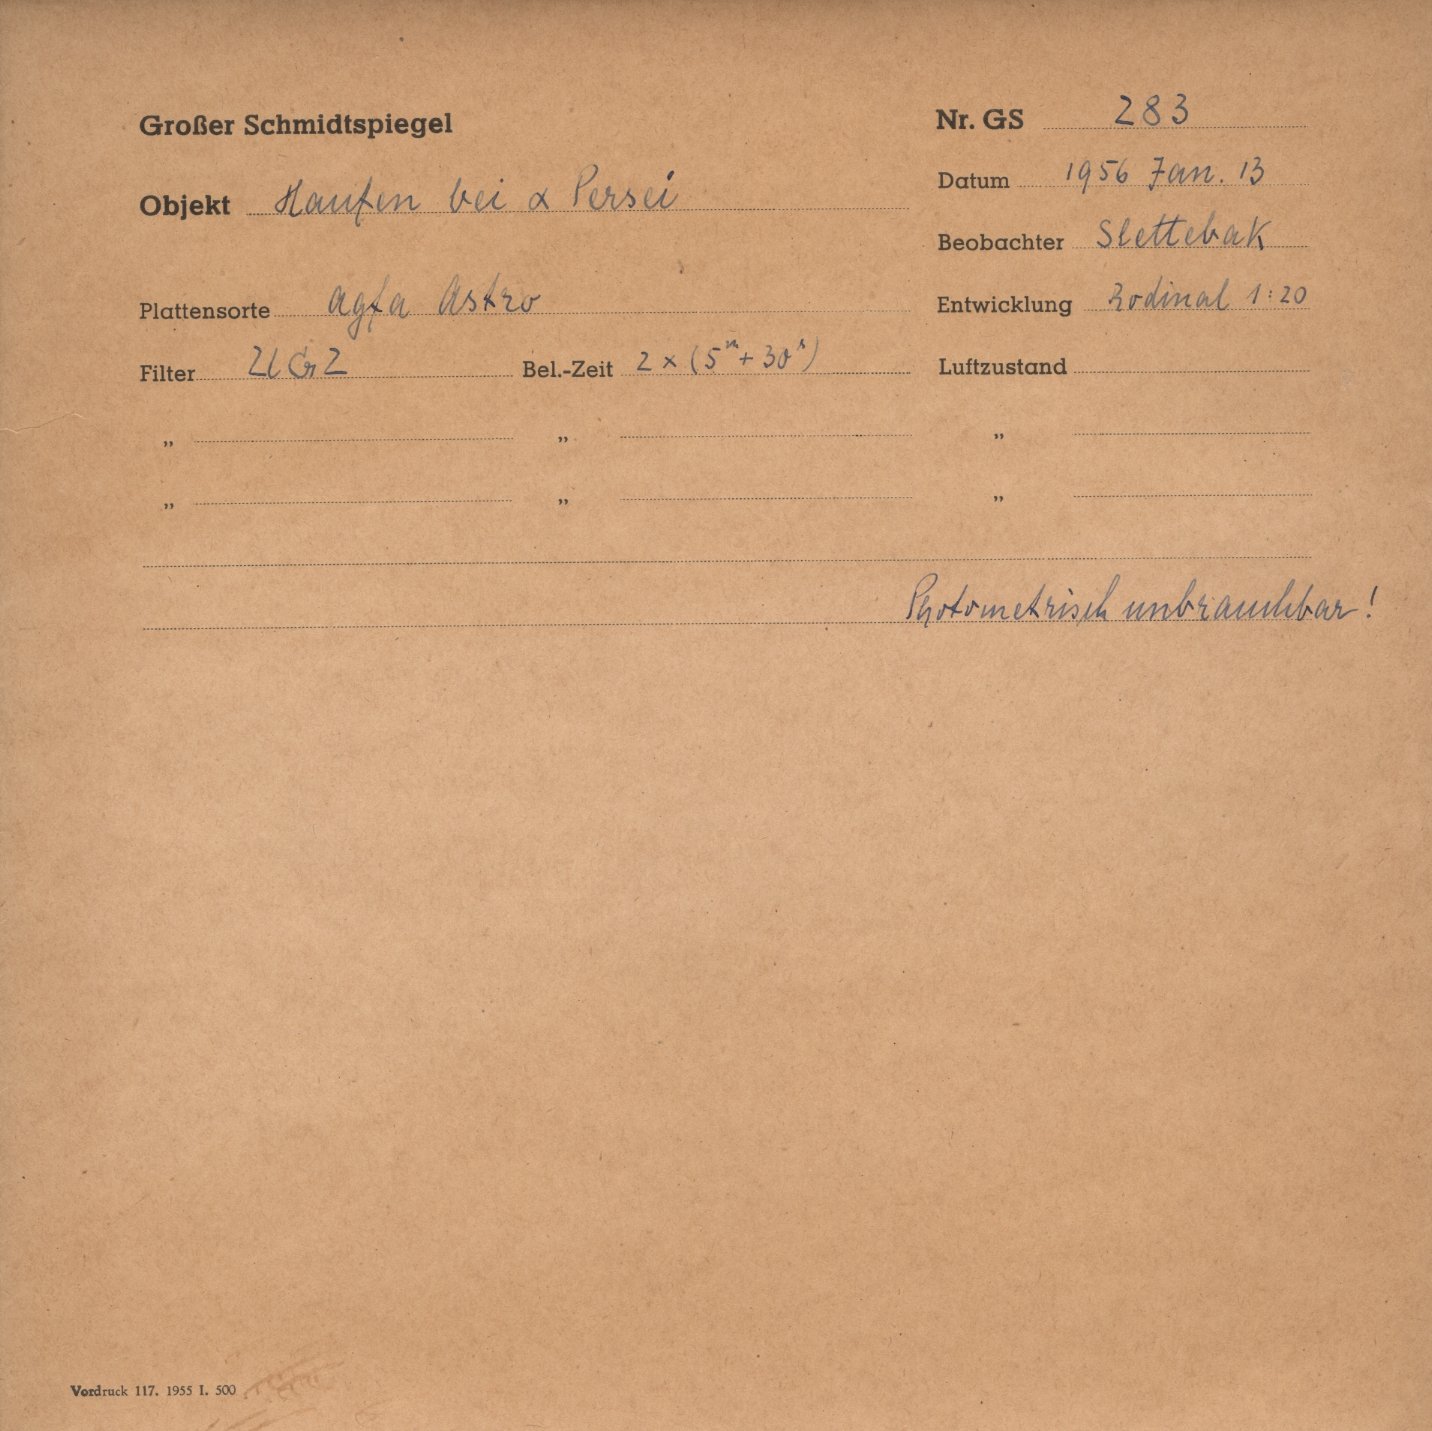 Großer Schmidtspiegel
Nr. GS 283
Datum 1956 Jan. 13
Objekt Haufen bei α Persei
Beobachter Slettebak
Plattensorte Agfa Astro
Entwicklung Rodinal 1:20
Filter UG2 Bel.-Zeit 2 × (5ᵐ + 30ˢ) Luftzustand
„ „ „
„ „ „
Photometrisch unbrauchbar!
Vordruck 117. 1955 I. 500